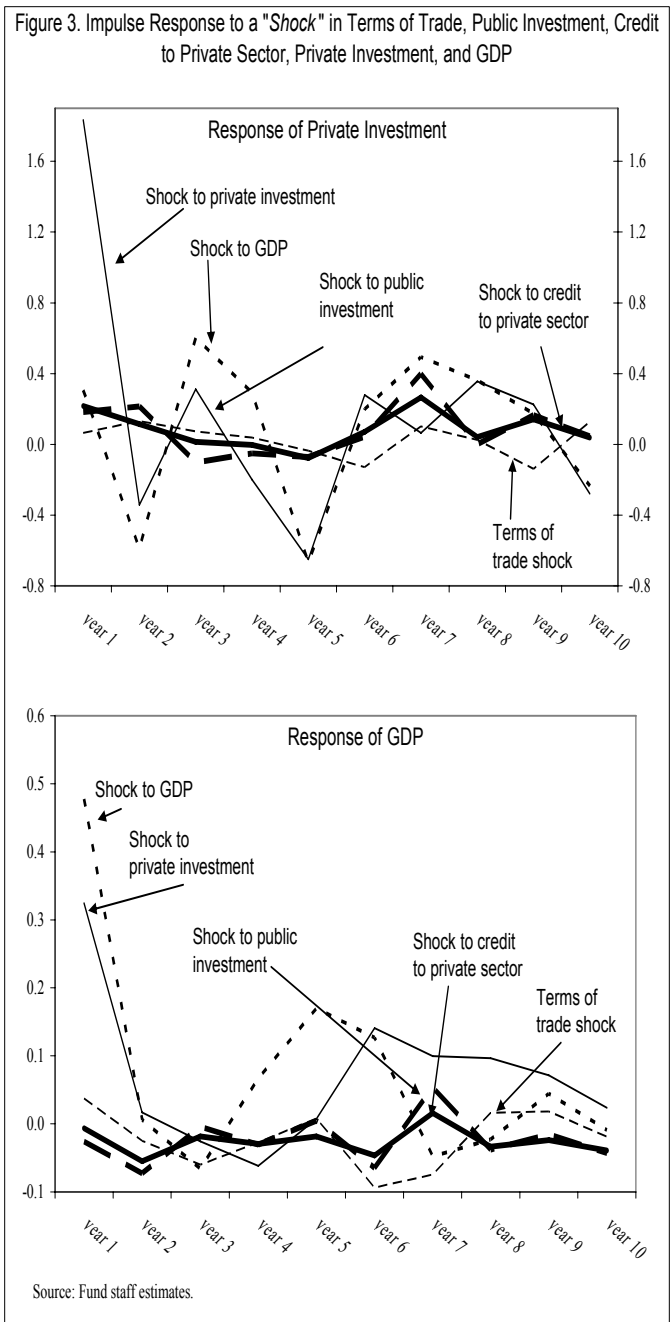 Figure 3. Impulse Response to a "Shock" in Terms of Trade, Public Investment, Credit
to Private Sector, Private Investment, and GDP
Response of Private Investment
1.6
1.2
0.8
0.4
0.0
-0.4
-0.8
1.6
1.2
0.8
0.4
0.0
-0.4
-0.8
Shock to private investment
Shock to GDP
Shock to public
investment
Shock to credit
to private sector
Terms of
trade shock
year 1
year 2
year 3
year 4
year 5
year 6
year 7
year 8
year 9
year 10
Response of GDP
0.6
0.5
0.4
0.3
0.2
0.1
0.0
-0.1
Shock to GDP
Shock to
private investment
Shock to public
investment
Shock to credit
to private sector
Terms of
trade shock
year 1
year 2
year 3
year 4
year 5
year 6
year 7
year 8
year 9
year 10
Source: Fund staff estimates.